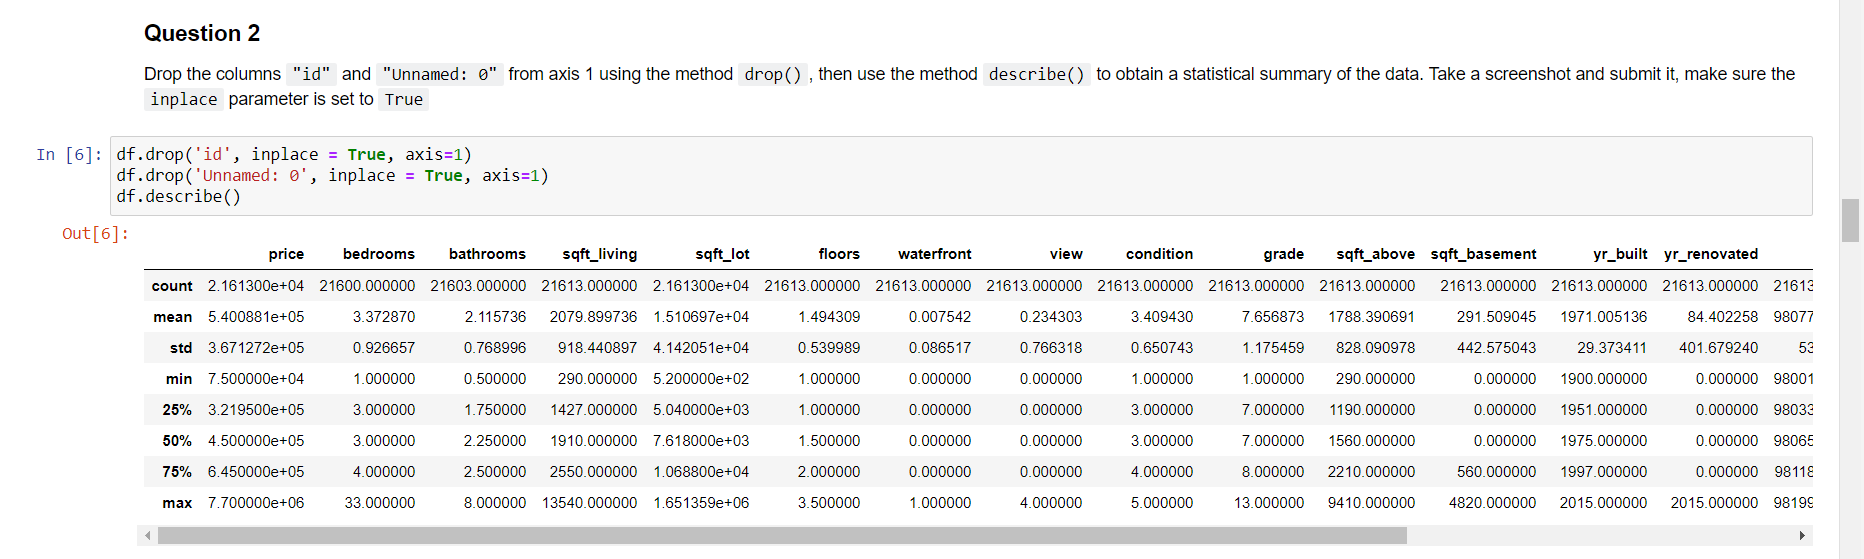 Question 2
Drop the columns "id" and "Unnamed: 0" from axis 1 using the method drop() , then use the method describe() to obtain a statistical summary of the data. Take a screenshot and submit it, make sure the
inplace parameter is set to True
In [6]: df.drop('id', inplace = True, axis=1)
df.drop('Unnamed: 0', inplace = True, axis=1)
df.describe()
Out[6]:
price bedrooms bathrooms sqft_living sqft_lot floors waterfront view condition grade sqft_above sqft_basement yr_built yr_renovated
count 2.161300e+04 21600.000000 21603.000000 21613.000000 2.161300e+04 21613.000000 21613.000000 21613.000000 21613.000000 21613.000000 21613.000000 21613.000000 21613.000000 21613.000000 21613
mean 5.400881e+05 3.372870 2.115736 2079.899736 1.510697e+04 1.494309 0.007542 0.234303 3.409430 7.656873 1788.390691 291.509045 1971.005136 84.402258 98077
std 3.671272e+05 0.926657 0.768996 918.440897 4.142051e+04 0.539989 0.086517 0.766318 0.650743 1.175459 828.090978 442.575043 29.373411 401.679240 53
min 7.500000e+04 1.000000 0.500000 290.000000 5.200000e+02 1.000000 0.000000 0.000000 1.000000 1.000000 290.000000 0.000000 1900.000000 0.000000 98001
25% 3.219500e+05 3.000000 1.750000 1427.000000 5.040000e+03 1.000000 0.000000 0.000000 3.000000 7.000000 1190.000000 0.000000 1951.000000 0.000000 98033
50% 4.500000e+05 3.000000 2.250000 1910.000000 7.618000e+03 1.500000 0.000000 0.000000 3.000000 7.000000 1560.000000 0.000000 1975.000000 0.000000 98065
75% 6.450000e+05 4.000000 2.500000 2550.000000 1.068800e+04 2.000000 0.000000 0.000000 4.000000 8.000000 2210.000000 560.000000 1997.000000 0.000000 98118
max 7.700000e+06 33.000000 8.000000 13540.000000 1.651359e+06 3.500000 1.000000 4.000000 5.000000 13.000000 9410.000000 4820.000000 2015.000000 2015.000000 98199